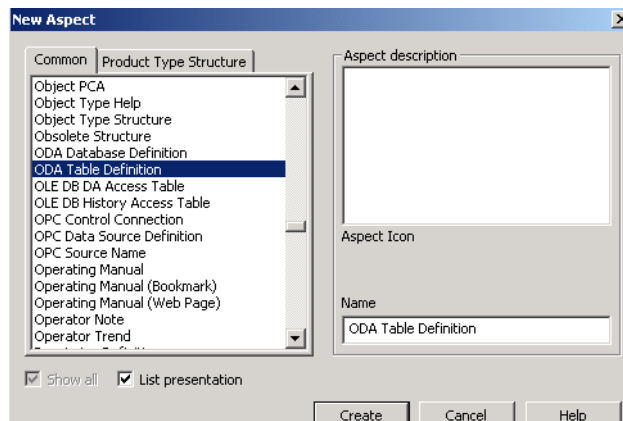 New Aspect
Common
Product Type Structure
Object PCA
Object Type Help
Object Type Structure
Obsolete Structure
ODA Database Definition
ODA Table Definition
OLE DB DA Access Table
OLE DB History Access Table
OPC Control Connection
OPC Data Source Definition
OPC Source Name
Operating Manual
Operating Manual (Bookmark)
Operating Manual (Web Page)
Operator Note
Operator Trend
Aspect description
Aspect Icon
Name
ODA Table Definition
Show all
List presentation
Create
Cancel
Help